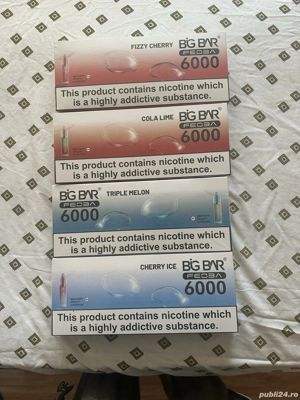 FIZZY CHERRY BIG BAR
FEOBA
6000
This product contains nicotine which
is a highly addictive substance.
COLA LIME BIG BAR
FEOBA
6000
This product contains nicotine which
is a highly addictive substance.
BIG BAR TRIPLE MELON
FEOBA
6000
This product contains nicotine which
is a highly addictive substance.
CHERRY ICE BIG BAR
FEOBA
6000
This product contains nicotine which
is a highly addictive substance.
publi24.ro